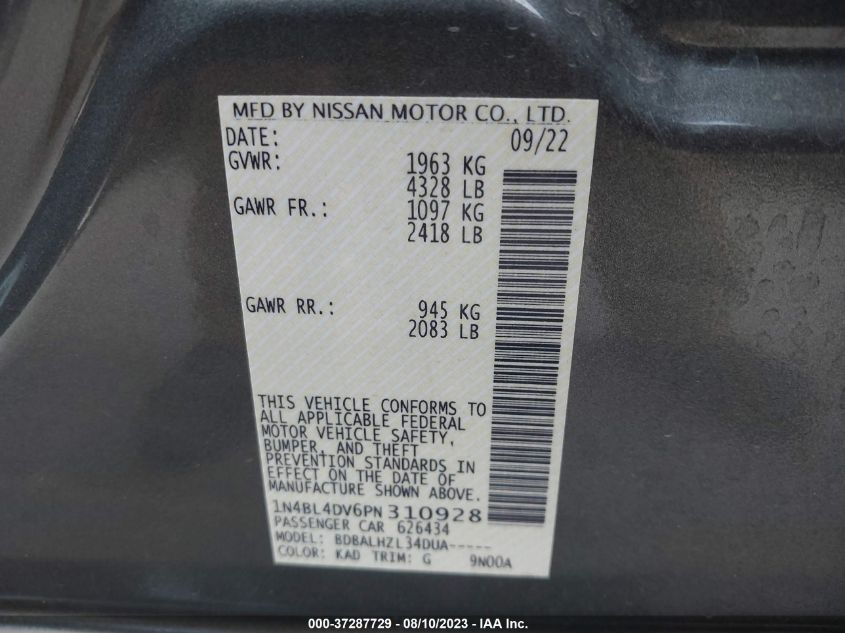 MFD BY NISSAN MOTOR CO., LTD.
DATE: 09/22
GVWR: 1963 KG
4328 LB
GAWR FR.: 1097 KG
2418 LB
GAWR RR.: 945 KG
2083 LB
THIS VEHICLE CONFORMS TO
ALL APPLICABLE FEDERAL
MOTOR VEHICLE SAFETY,
BUMPER, AND THEFT
PREVENTION STANDARDS IN
EFFECT ON THE DATE OF
MANUFACTURE SHOWN ABOVE.
1N4BL4DV6PN310928
PASSENGER CAR 626434
MODEL: BDBALHZL34DUA-----
COLOR: KAD TRIM: G 9N00A
000-37287729 - 08/10/2023 - IAA Inc.